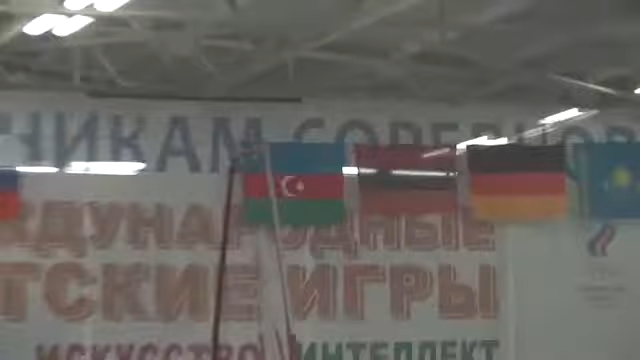 НИКАМ СОРЕВНО
ЖДУНАРОДНЫЕ
ТСКИЕ ИГРЫ
ИСКУССТВО ИНТЕЛЛЕКТ